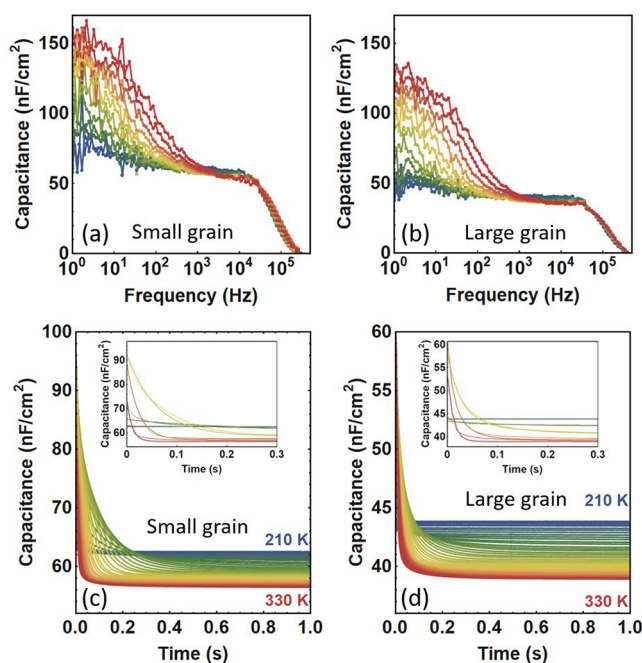 150
100
50
0
Capacitance (nF/cm²)
(a) Small grain
10⁰ 10¹ 10² 10³ 10⁴ 10⁵
Frequency (Hz)
150
100
50
0
Capacitance (nF/cm²)
(b) Large grain
10⁰ 10¹ 10² 10³ 10⁴ 10⁵
Frequency (Hz)
100
90
80
70
60
Capacitance (nF/cm²)
90
80
70
60
Capacitance (nF/cm²)
0 0.1 0.2 0.3
Time (s)
Small grain
210 K
330 K
(c)
0.0 0.2 0.4 0.6 0.8 1.0
Time (s)
60
55
50
45
40
Capacitance (nF/cm²)
60
55
50
45
40
Capacitance (nF/cm²)
0 0.1 0.2 0.3
Time (s)
Large grain
210 K
330 K
(d)
0.0 0.2 0.4 0.6 0.8 1.0
Time (s)